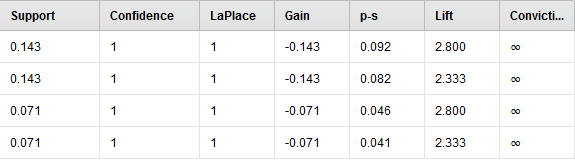 Support Confidence LaPlace Gain p-s Lift Convicti...
0.143 1 1 -0.143 0.092 2.800 ∞
0.143 1 1 -0.143 0.082 2.333 ∞
0.071 1 1 -0.071 0.046 2.800 ∞
0.071 1 1 -0.071 0.041 2.333 ∞